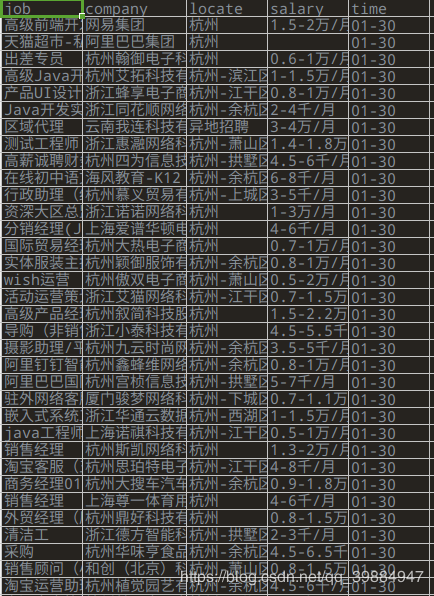 job company locate salary time
高级前端开 网易集团 杭州 1.5-2万/月 01-30
天猫超市-私 阿里巴巴集团 杭州 01-30
出差专员 杭州翰御电子科 杭州 0.6-1万/月 01-30
高级Java开 杭州艾拓科技有 杭州-滨江区 1-1.5万/月 01-30
产品UI设计 浙江蜂享电子商 杭州-江干区 0.8-1万/月 01-30
Java开发实 浙江同花顺网络 杭州-余杭区 2-4千/月 01-30
区域代理 云南我连科技有 异地招聘 3-4万/月 01-30
测试工程师 浙江惠瀜网络科 杭州-萧山区 1.4-1.8万 01-30
高薪诚聘财 杭州四为信息技 杭州-拱墅区 4.5-6千/月 01-30
在线初中语 海风教育-K12 杭州-余杭区 6-8千/月 01-30
行政助理（ 杭州慕义贸易有 杭州-上城区 3-5千/月 01-30
资深大区总 浙江诺诺网络科 杭州 1-3万/月 01-30
分销经理(J 上海爱谱华顿电 杭州 4-6千/月 01-30
国际贸易经 杭州大热电子商 杭州 0.7-1万/月 01-30
实体服装主 杭州颖御服饰有 杭州-余杭区 0.8-1万/月 01-30
wish运营 杭州傲双电子商 杭州-萧山区 0.5-2万/月 01-30
活动运营策 浙江艾猫网络科 杭州-江干区 0.7-1.5万 01-30
高级产品经 杭州叙简科技股 杭州 1.5-2.2万 01-30
导购（非销 浙江小泰科技有 杭州 4.5-5.5千 01-30
摄影助理/平 杭州九云时尚网 杭州-余杭区 3.5-5千/月 01-30
阿里钉钉智 杭州鑫蜂维网络 杭州-余杭区 0.8-1万/月 01-30
阿里巴巴国 杭州宫桢信息技 杭州-拱墅区 5-7千/月 01-30
驻外网络客 厦门骏梦网络科 杭州-下城区 0.7-1.1万 01-30
嵌入式系统 浙江华通云数据 杭州-西湖区 1-1.5万/月 01-30
java工程师 上海诺祺科技有 杭州-江干区 0.5-1万/月 01-30
销售经理 杭州斯凯网络科 杭州 1.3-2万/月 01-30
淘宝客服（ 杭州思珀特电子 杭州-江干区 4-8千/月 01-30
商务经理01 杭州大搜车汽车 杭州-余杭区 0.9-1.8万 01-30
销售经理 上海尊一体育用 杭州 4-6千/月 01-30
外贸经理（ 杭州鼎好科技有 杭州 0.8-1.5万 01-30
清洁工 浙江德方智能科 杭州-拱墅区 2-3千/月 01-30
采购 杭州华味亨食品 杭州-余杭区 4.5-6.5千 01-30
销售顾问（ 和创（北京）科 杭州-萧山区 0.8-1.5万 01-30
淘宝运营助 杭州植觉园艺有 杭州-余杭区 4.5-6千/月 01-30
https://blog.csdn.net/qq_39884947